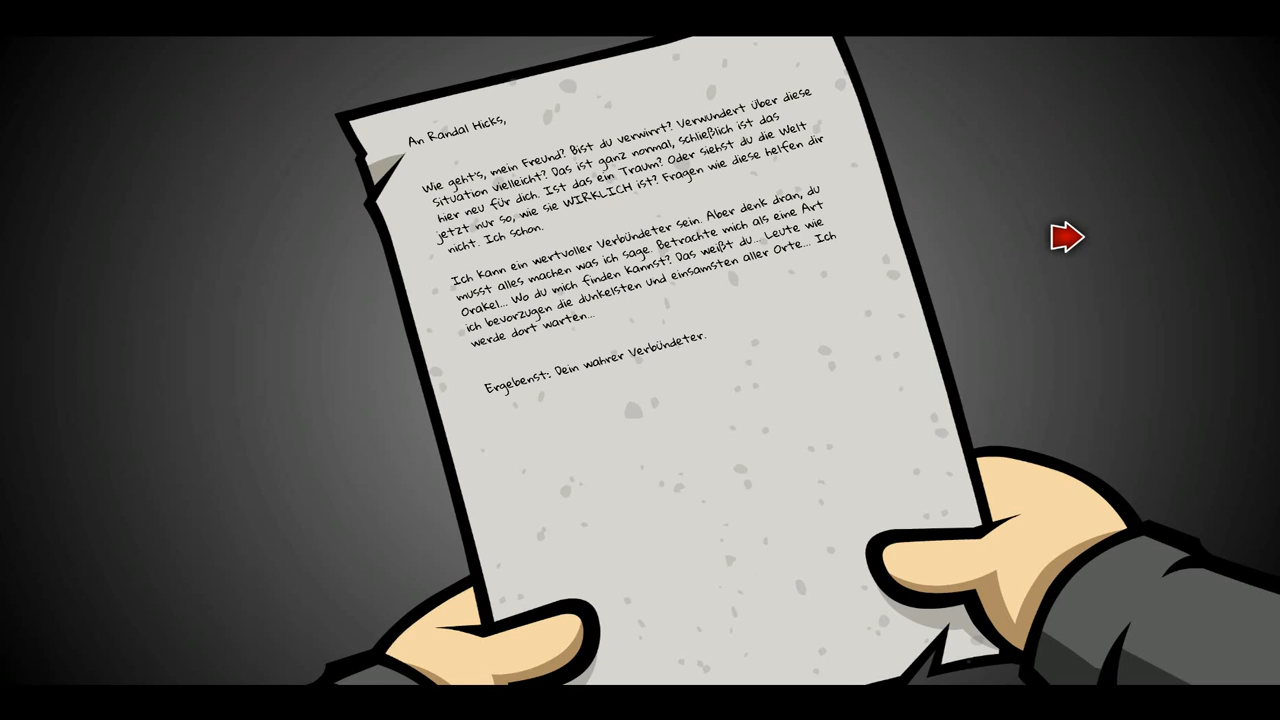 An Randal Hicks,
Wie geht's, mein Freund? Bist du verwirrt? Verwundert über diese
Situation vielleicht? Das ist ganz normal, schließlich ist das
hier neu für dich. Ist das ein Traum? Oder siehst du die Welt
jetzt nur so, wie sie WIRKLICH ist? Fragen wie diese helfen dir
nicht. Ich schon.
Ich kann ein wertvoller Verbündeter sein. Aber denk dran, du
musst alles machen was ich sage. Betrachte mich als eine Art
Orakel... Wo du mich finden kannst? Das weißt du... Leute wie
ich bevorzugen die dunkelsten und einsamsten aller Orte... Ich
werde dort warten...
Ergebenst: Dein wahrer Verbündeter.